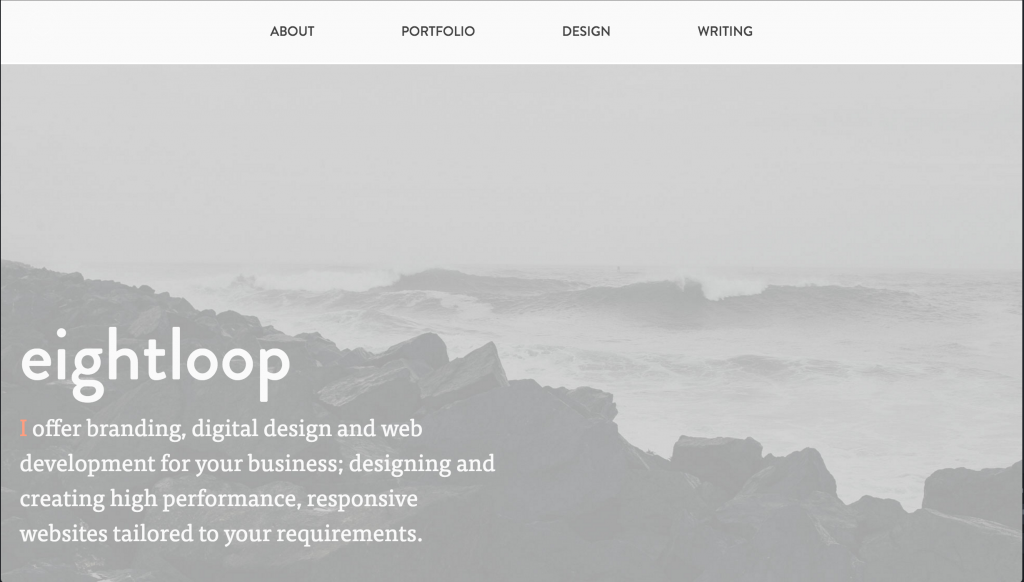 ABOUT PORTFOLIO DESIGN WRITING
eightloop
I offer branding, digital design and web
development for your business; designing and
creating high performance, responsive
websites tailored to your requirements.